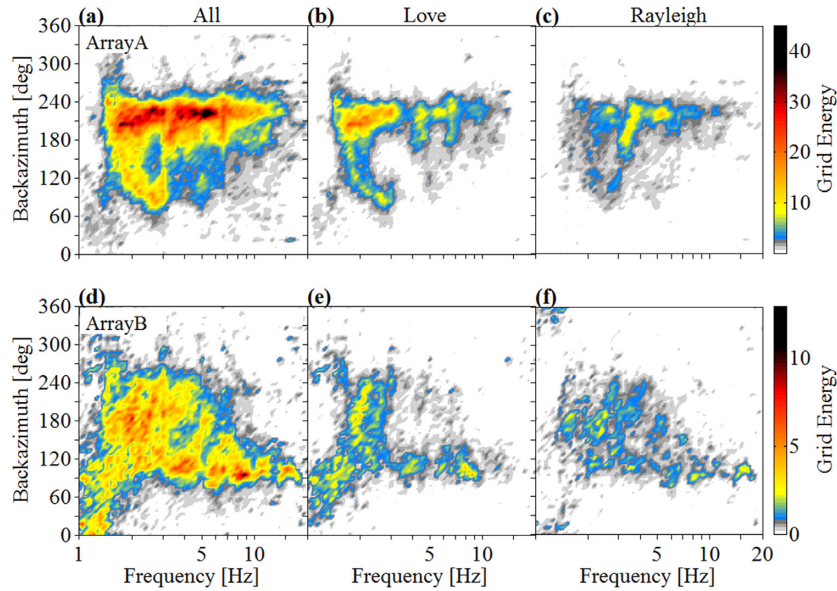 (a) All (b) Love (c) Rayleigh
ArrayA
Backazimuth [deg]
360
300
240
180
120
60
0
Grid Energy
40
30
20
10
(d) (e) (f)
ArrayB
Backazimuth [deg]
360
300
240
180
120
60
0
Grid Energy
10
5
0
1 5 10 5 10 5 10 20
Frequency [Hz] Frequency [Hz] Frequency [Hz]